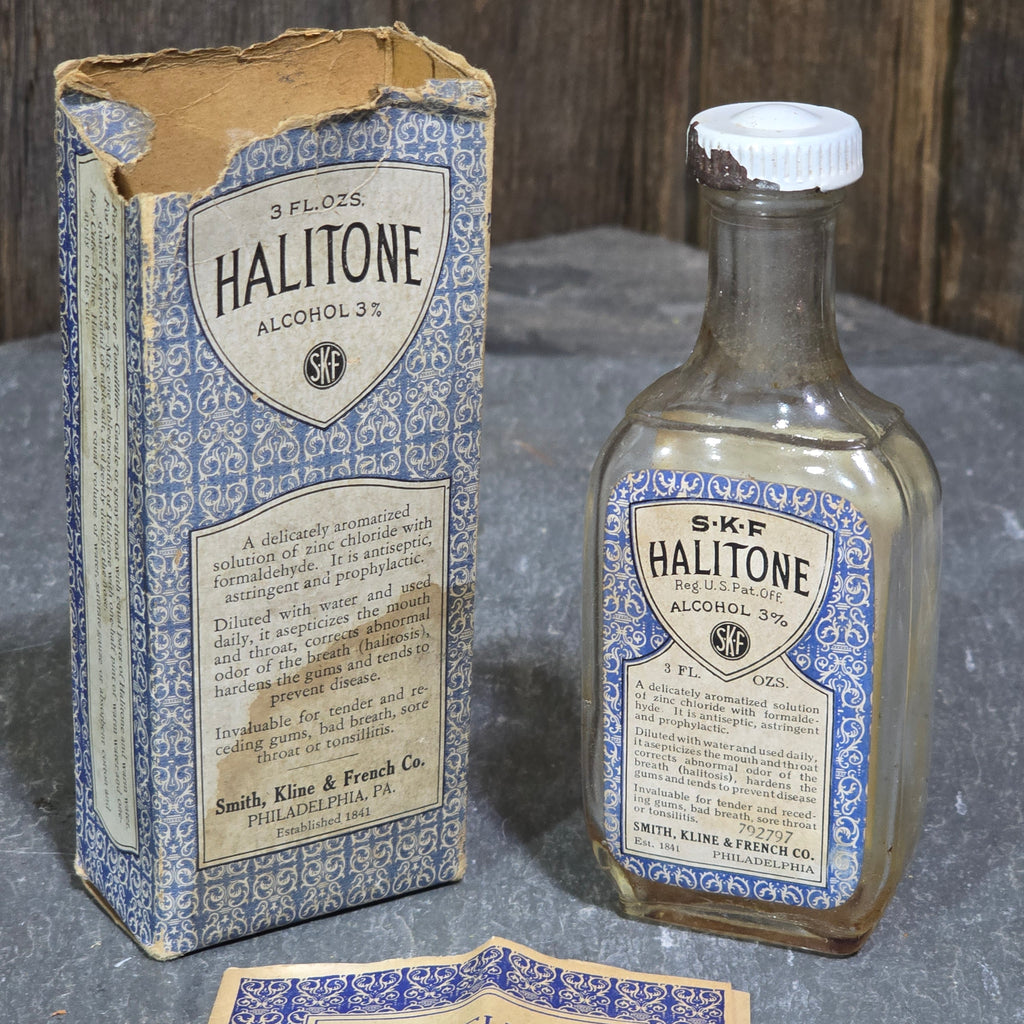 3 FL.OZS.
HALITONE
ALCOHOL 3%
SKF
A delicately aromatized
solution of zinc chloride with
formaldehyde. It is antiseptic,
astringent and prophylactic.
Diluted with water and used
daily, it asepticizes the mouth
and throat, corrects abnormal
odor of the breath (halitosis),
hardens the gums and tends to
prevent disease.
Invaluable for tender and re-
ceding gums, bad breath, sore
throat or tonsillitis.
Smith, Kline & French Co.
PHILADELPHIA, PA.
Established 1841
For Sore Throat or Tonsillitis
S·K·F
HALITONE
Reg. U.S. Pat. Off.
ALCOHOL 3%
SKF
3 FL. OZS.
A delicately aromatized solution
of zinc chloride with formalde-
hyde. It is antiseptic, astringent
and prophylactic.
Diluted with water and used daily,
it asepticizes the mouth and throat
corrects abnormal odor of the
breath (halitosis), hardens the
gums and tends to prevent disease
Invaluable for tender and reced-
ing gums, bad breath, sore throat
or tonsilitis.
792797
SMITH, KLINE & FRENCH CO.
Est. 1841 PHILADELPHIA